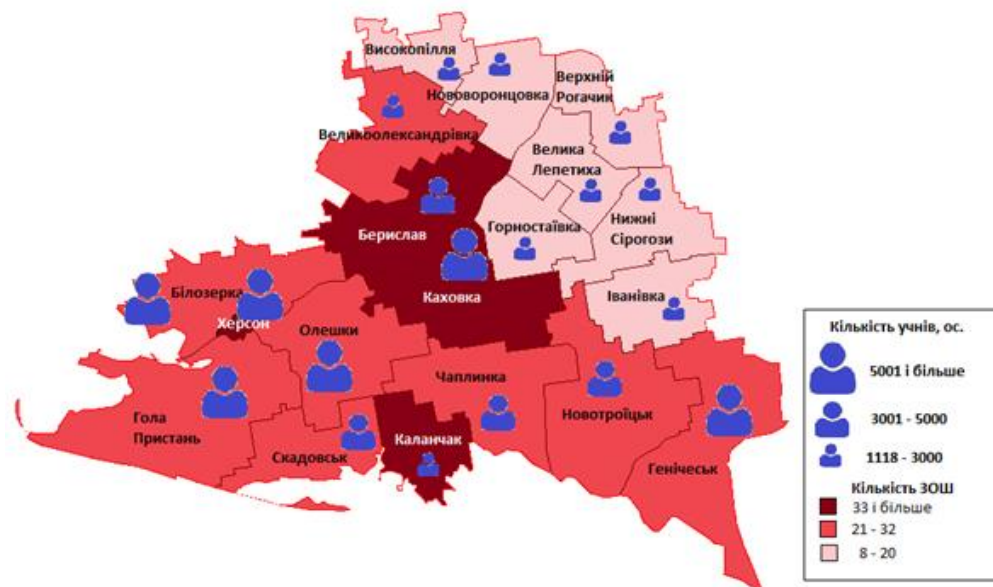 Високопілля
Нововоронцовка
Верхній
Рогачик
Великоолександрівка
Велика
Лепетиха
Нижні
Сірогози
Горностаївка
Берислав
Каховка
Іванівка
Білозерка
Херсон
Олешки
Чаплинка
Новотроїцьк
Гола
Пристань
Скадовськ
Каланчак
Генічеськ
Кількість учнів, ос.
5001 і більше
3001 - 5000
1118 - 3000
Кількість ЗОШ
33 і більше
21 - 32
8 - 20